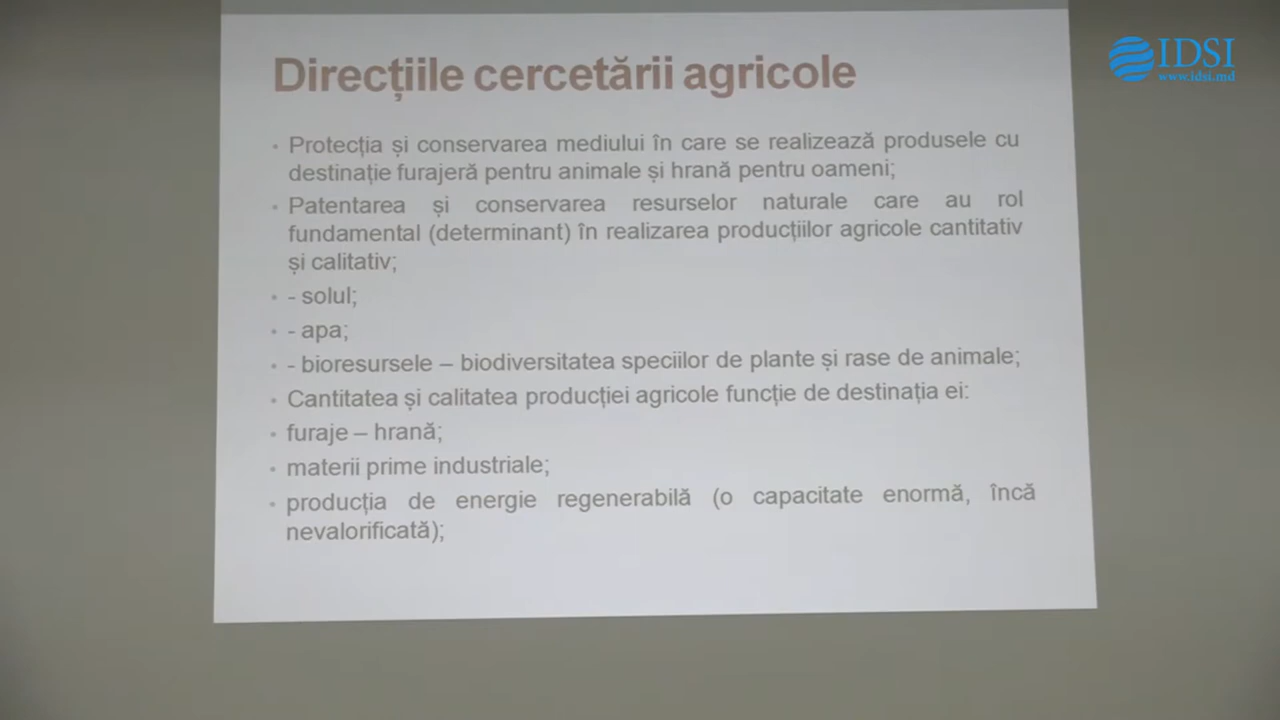 Direcțiile cercetării agricole
IDSI
www.idsi.md
• Protecția și conservarea mediului în care se realizează produsele cu
destinație furajeră pentru animale și hrană pentru oameni;
• Patentarea și conservarea resurselor naturale care au rol
fundamental (determinant) în realizarea producțiilor agricole cantitativ
și calitativ;
• - solul;
• - apa;
• - bioresursele – biodiversitatea speciilor de plante și rase de animale;
• Cantitatea și calitatea producției agricole funcție de destinația ei:
• furaje – hrană;
• materii prime industriale;
• producția de energie regenerabilă (o capacitate enormă, încă
nevalorificată);